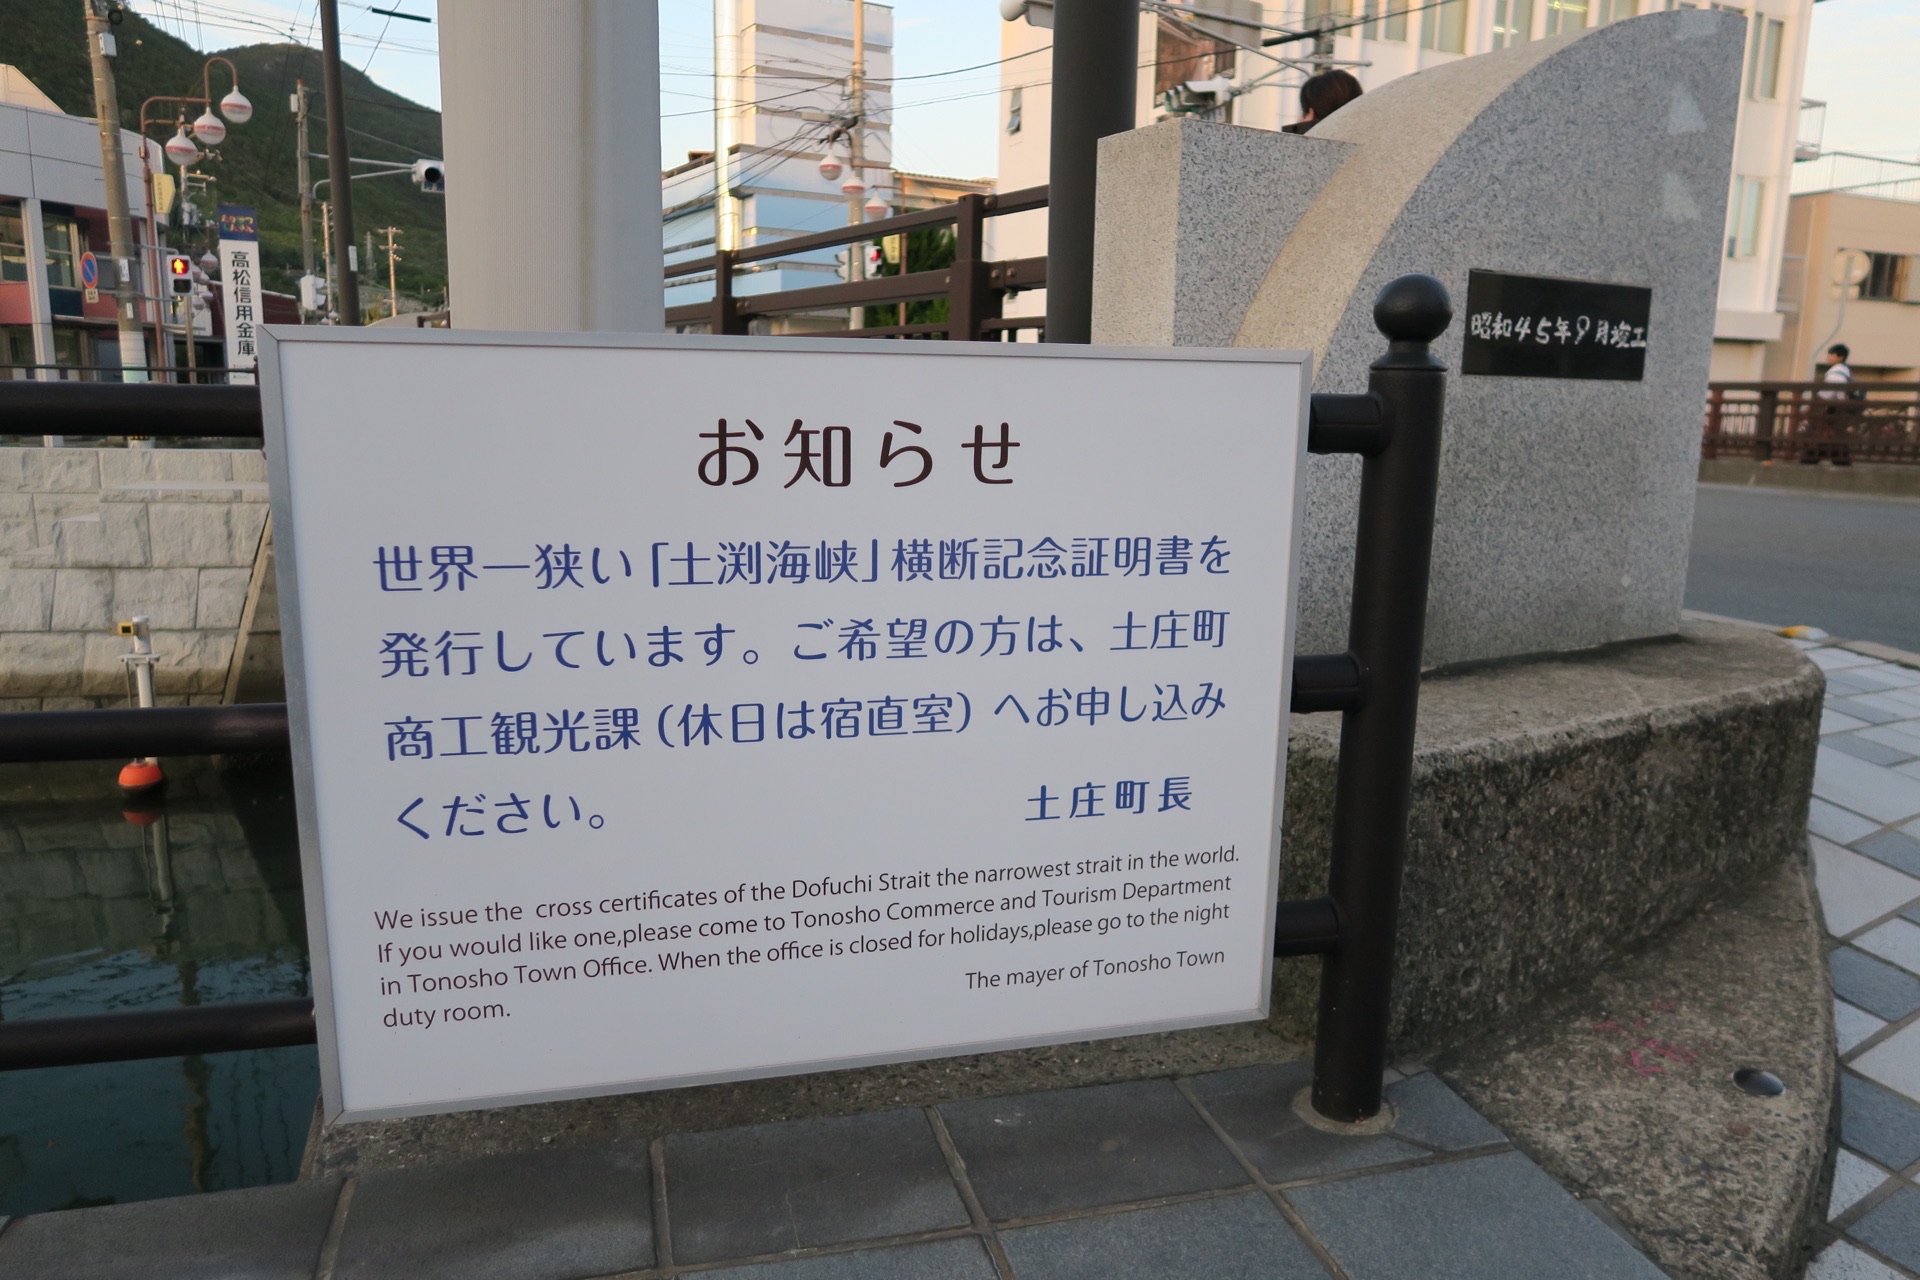 高松信用金庫
昭和45年9月竣工
お知らせ
世界一狭い「土渕海峡」横断記念証明書を
発行しています。ご希望の方は、土庄町
商工観光課(休日は宿直室)へお申し込み
ください。
土庄町長
We issue the cross certificates of the Dofuchi Strait the narrowest strait in the world.
If you would like one,please come to Tonosho Commerce and Tourism Department
in Tonosho Town Office. When the office is closed for holidays,please go to the night
duty room.
The mayer of Tonosho Town